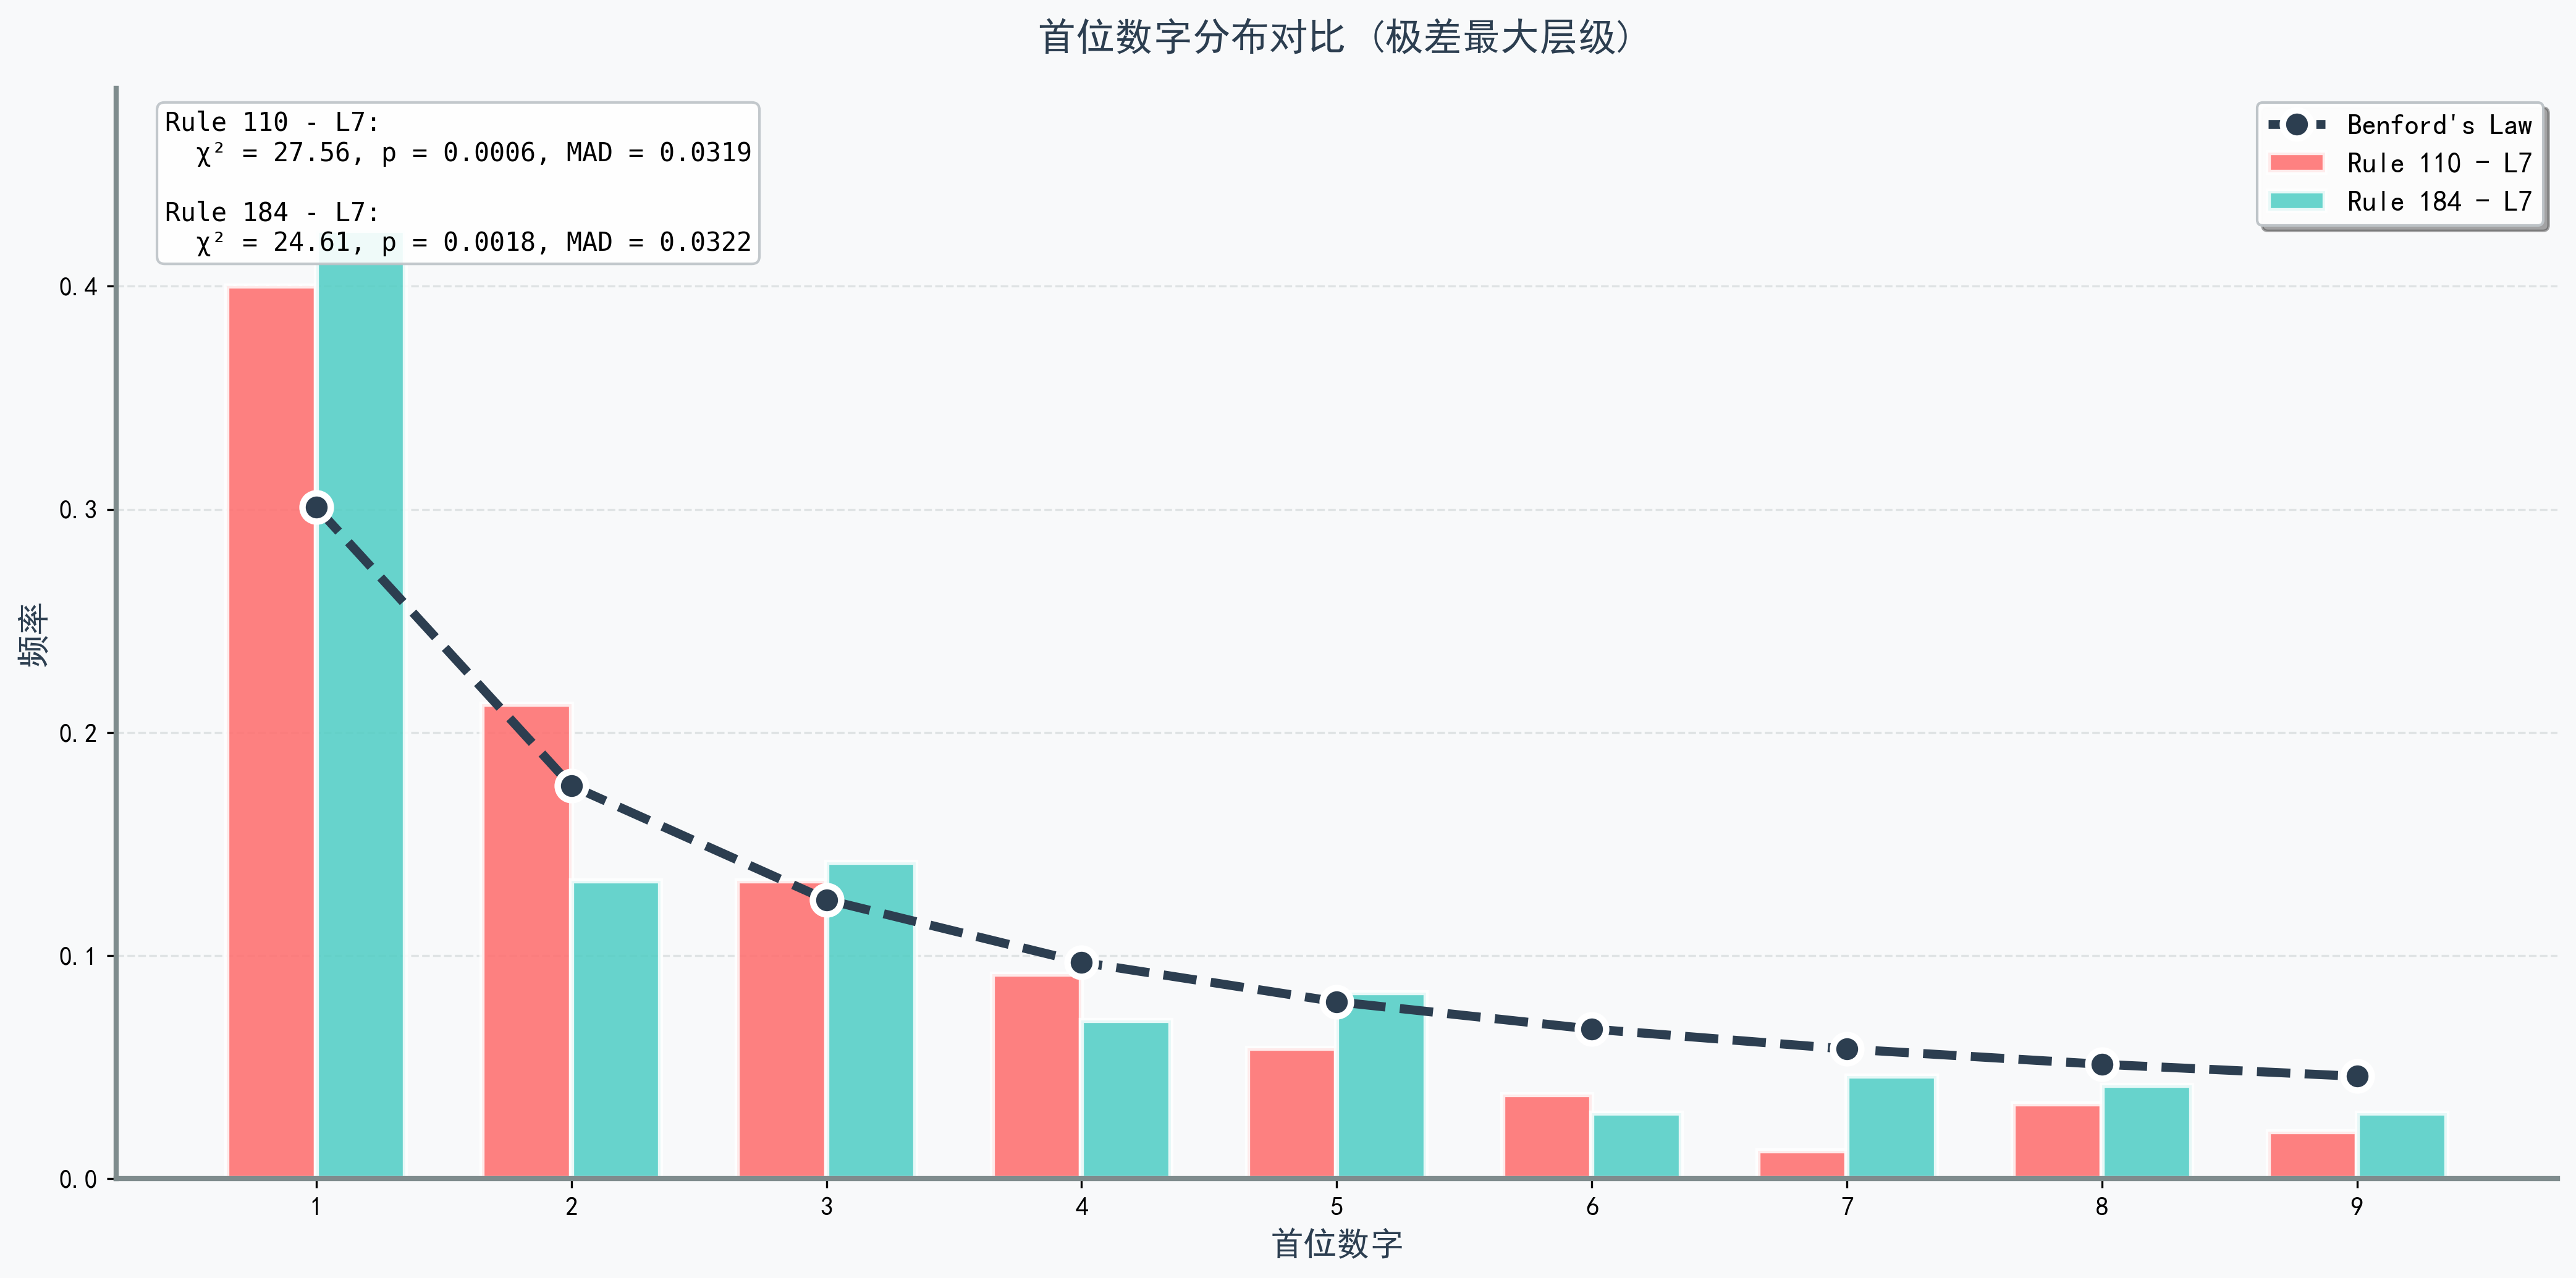 首位数字分布对比 (极差最大层级)
Rule 110 - L7:
χ² = 27.56, p = 0.0006, MAD = 0.0319
Rule 184 - L7:
χ² = 24.61, p = 0.0018, MAD = 0.0322
Benford's Law
Rule 110 - L7
Rule 184 - L7
频率
0.4
0.3
0.2
0.1
0.0
1 2 3 4 5 6 7 8 9
首位数字